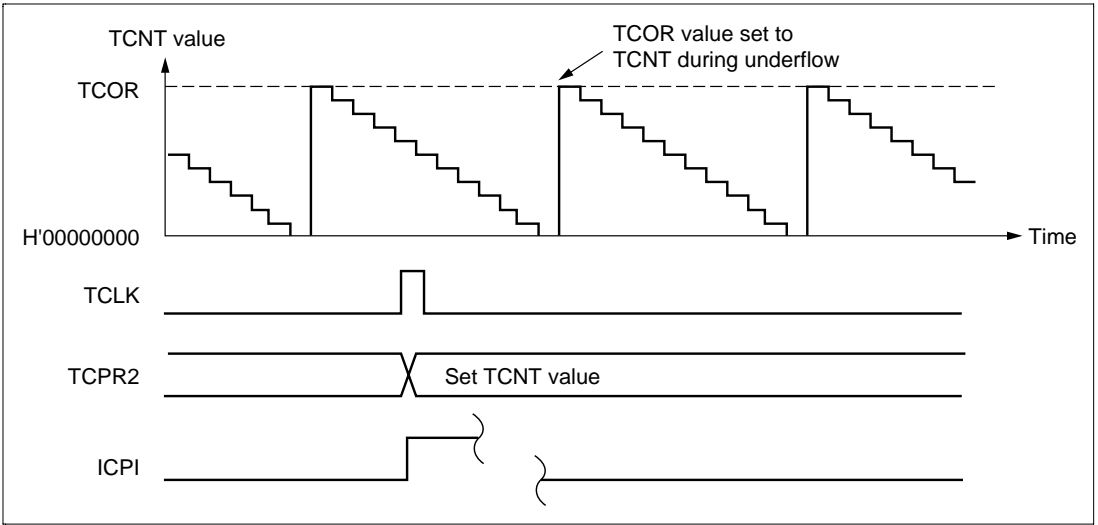 TCNT value
TCOR value set to
TCNT during underflow
TCOR
H'00000000
Time
TCLK
TCPR2
Set TCNT value
ICPI